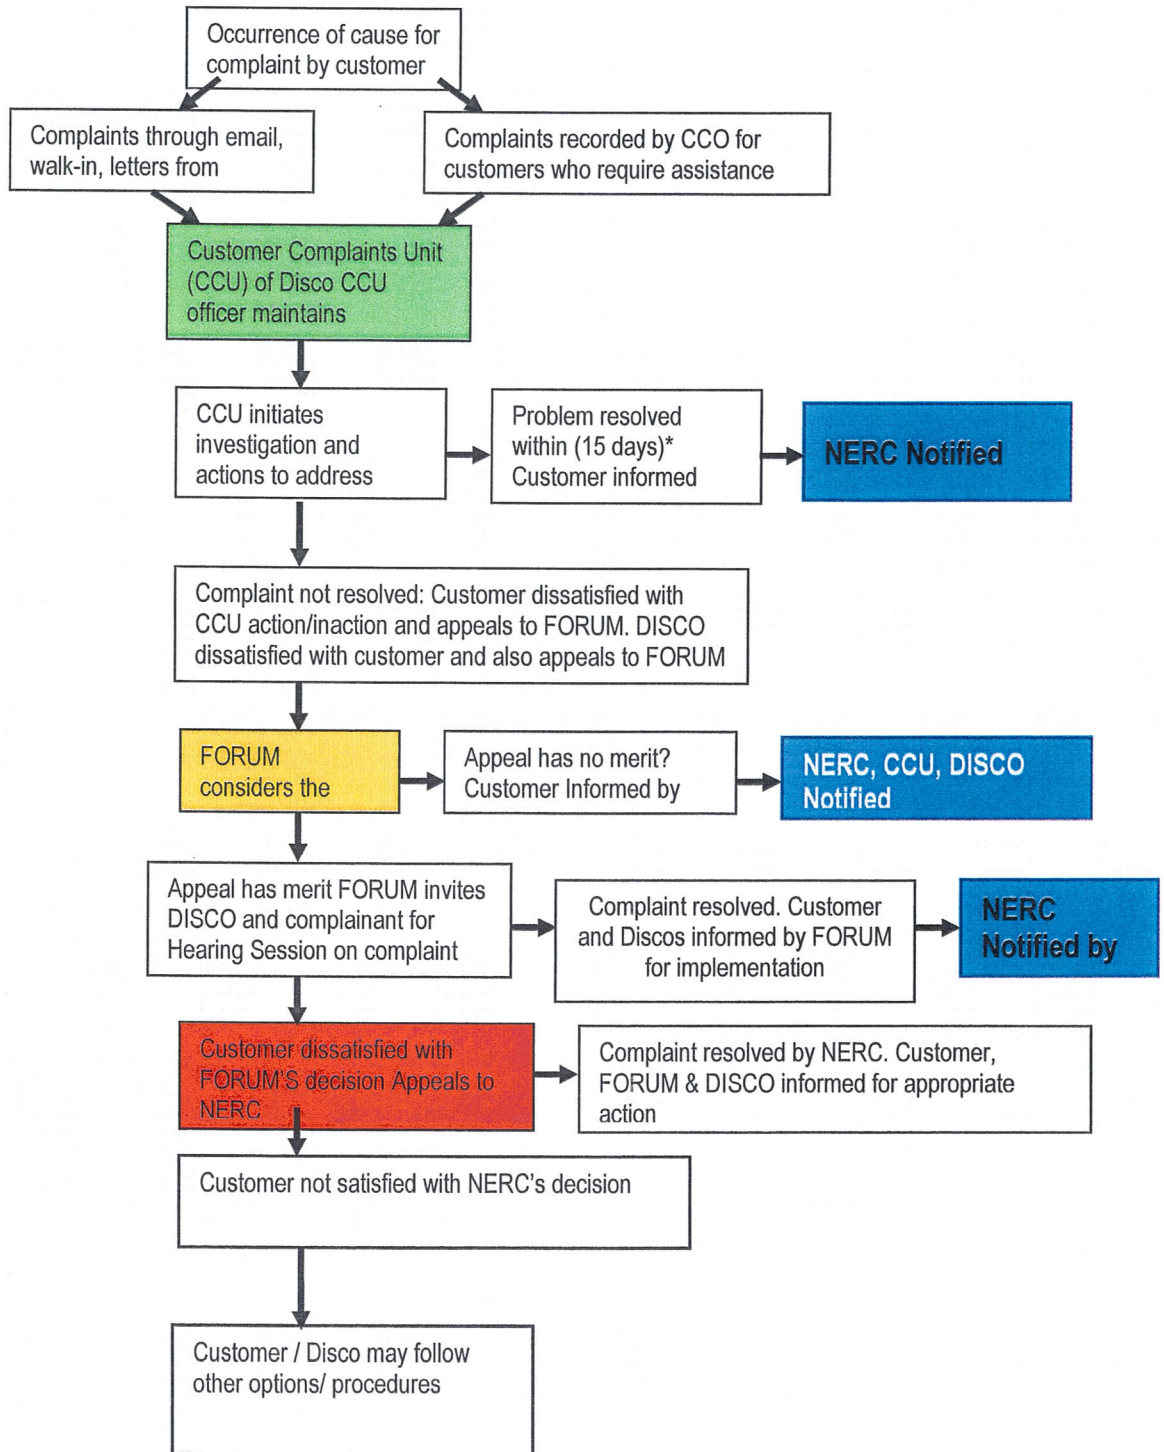 Occurrence of cause for
complaint by customer
Complaints through email,
walk-in, letters from
Complaints recorded by CCO for
customers who require assistance
Customer Complaints Unit
(CCU) of Disco CCU
officer maintains
CCU initiates
investigation and
actions to address
Problem resolved
within (15 days)*
Customer informed
NERC Notified
Complaint not resolved: Customer dissatisfied with
CCU action/inaction and appeals to FORUM. DISCO
dissatisfied with customer and also appeals to FORUM
FORUM
considers the
Appeal has no merit?
Customer Informed by
NERC, CCU, DISCO
Notified
Appeal has merit FORUM invites
DISCO and complainant for
Hearing Session on complaint
Complaint resolved. Customer
and Discos informed by FORUM
for implementation
NERC
Notified by
Customer dissatisfied with
FORUM'S decision Appeals to
NERC
Complaint resolved by NERC. Customer,
FORUM & DISCO informed for appropriate
action
Customer not satisfied with NERC's decision
Customer / Disco may follow
other options/ procedures